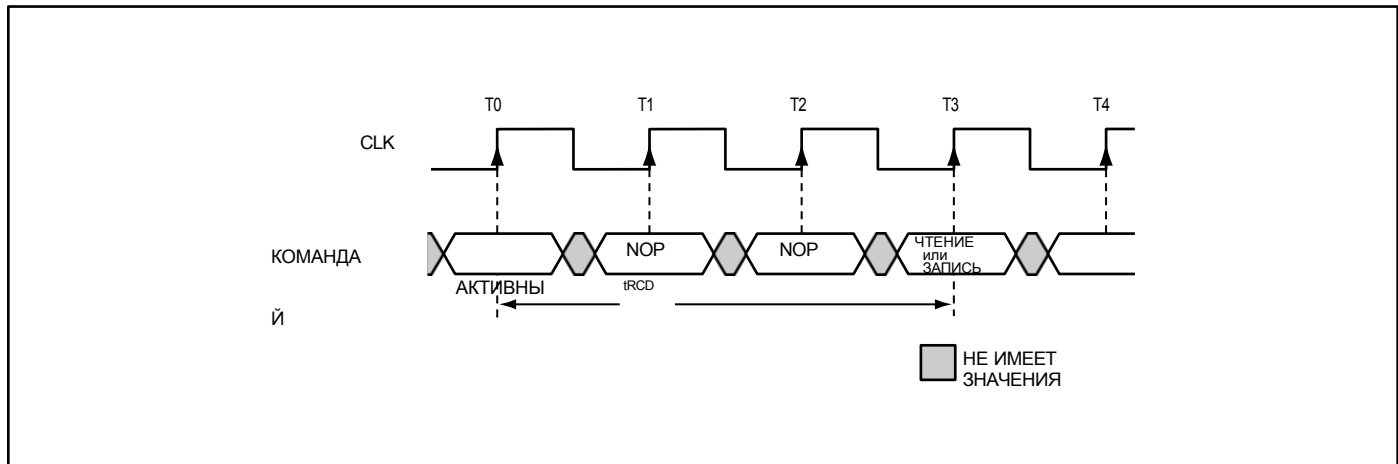 T0 T1 T2 T3 T4
CLK
КОМАНДА
NOP
NOP
ЧТЕНИЕ
или
ЗАПИСЬ
АКТИВНЫ
Й
tRCD
НЕ ИМЕЕТ
ЗНАЧЕНИЯ